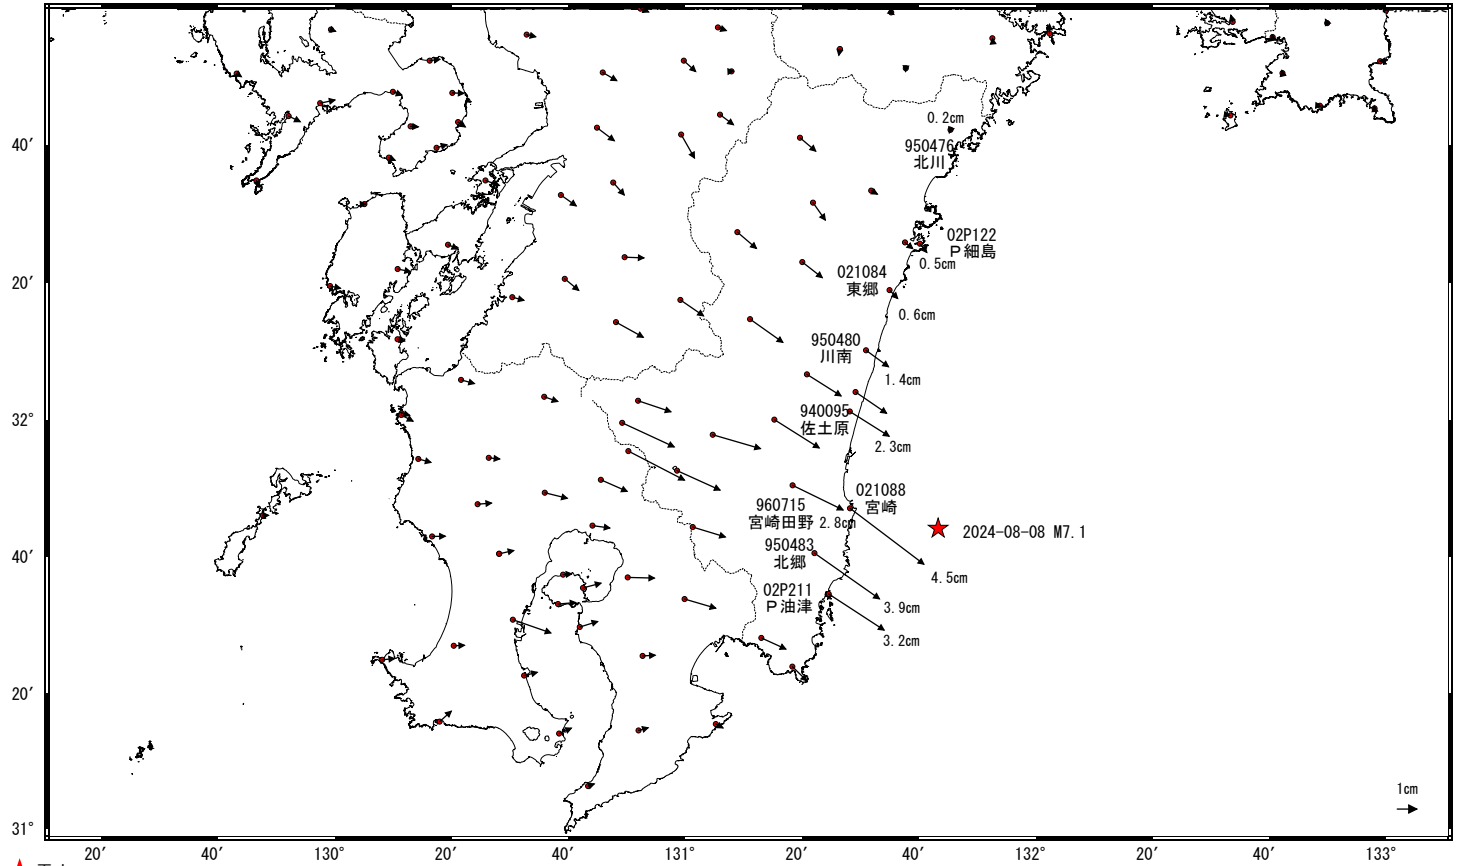 0.2cm
40′
950476
北川
02P122
P細島
0.5cm
021084
東郷
20′
0.6cm
950480
川南
1.4cm
940095
佐土原
32°
2.3cm
021088
宮崎
960715
宮崎田野 2.8cm
2024-08-08 M7.1
950483
北郷
40′
4.5cm
02P211
P油津
3.9cm
3.2cm
20′
1cm
31°
20′ 40′ 130° 20′ 40′ 131° 20′ 40′ 132° 20′ 40′ 133°